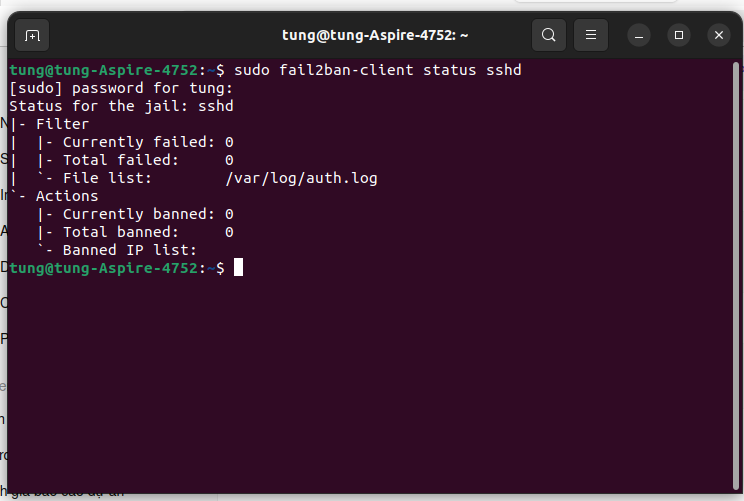 tung@tung-Aspire-4752: ~
tung@tung-Aspire-4752:~$ sudo fail2ban-client status sshd
[sudo] password for tung:
Status for the jail: sshd
|- Filter
|  |- Currently failed: 0
|  |- Total failed:     0
|  `- File list:        /var/log/auth.log
`- Actions
   |- Currently banned: 0
   |- Total banned:     0
   `- Banned IP list:
tung@tung-Aspire-4752:~$